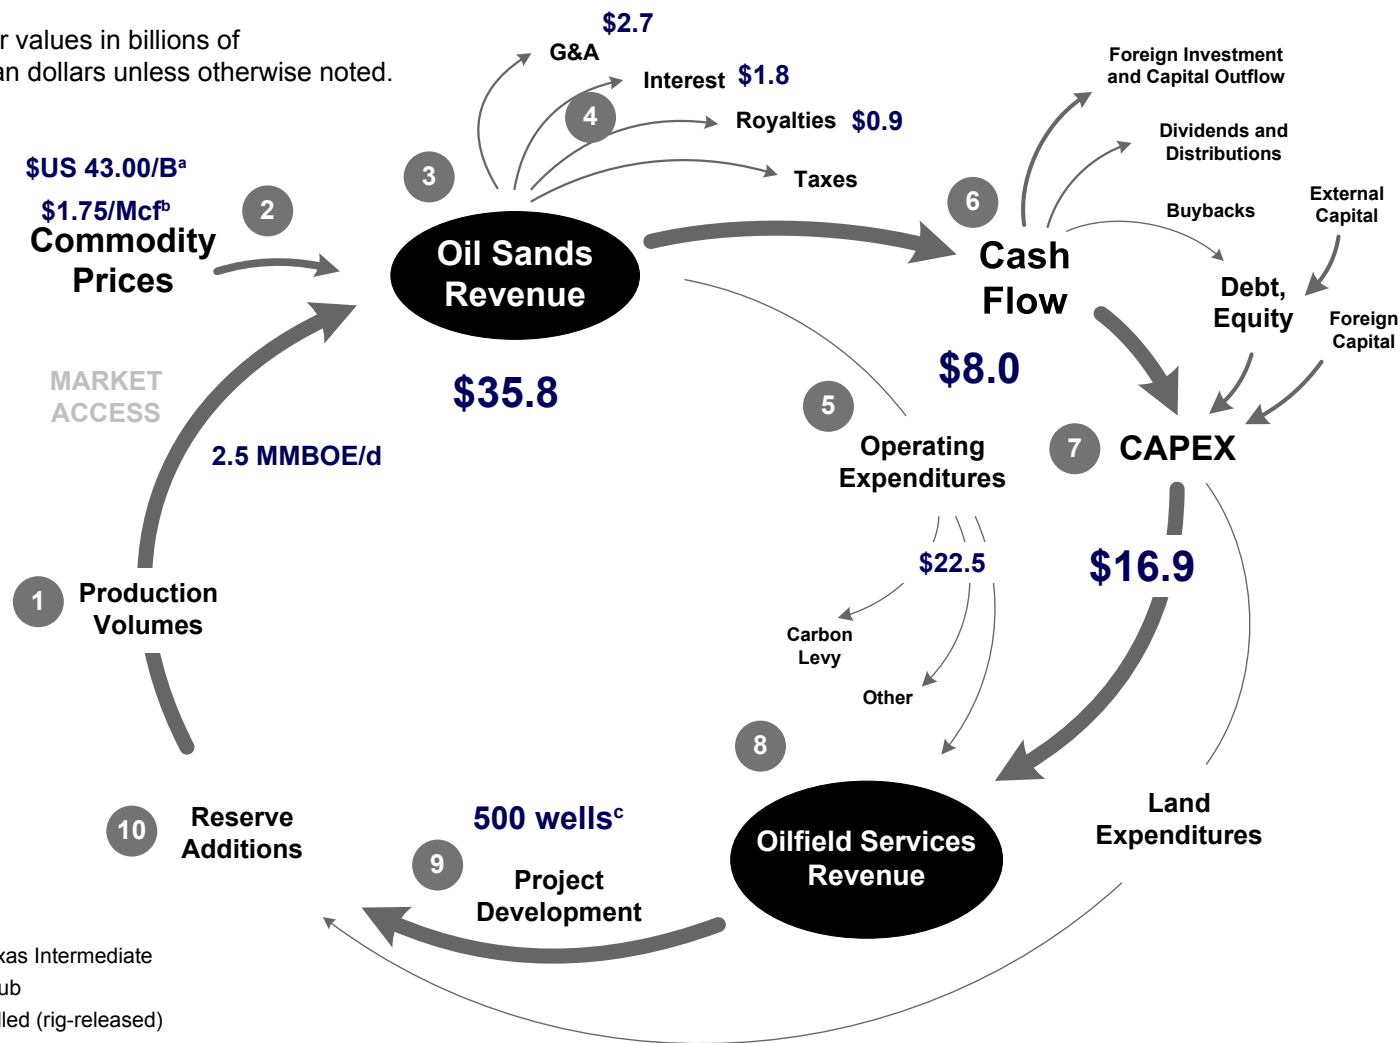 r values in billions of
an dollars unless otherwise noted.
$2.7
G&A
Interest $1.8
4
Royalties $0.9
Taxes
Foreign Investment
and Capital Outflow
Dividends and
Distributions
Buybacks
External
Capital
$US 43.00/Bᵃ
$1.75/Mcfᵇ
2
Commodity
Prices
3
Oil Sands
Revenue
$35.8
6
Cash
Flow
$8.0
Debt,
Equity
Foreign
Capital
MARKET
ACCESS
2.5 MMBOE/d
5
Operating
Expenditures
7
CAPEX
$22.5
$16.9
1
Production
Volumes
Carbon
Levy
Other
8
Oilfield Services
Revenue
Land
Expenditures
500 wellsᶜ
9
Project
Development
10
Reserve
Additions
xas Intermediate
ub
lled (rig-released)